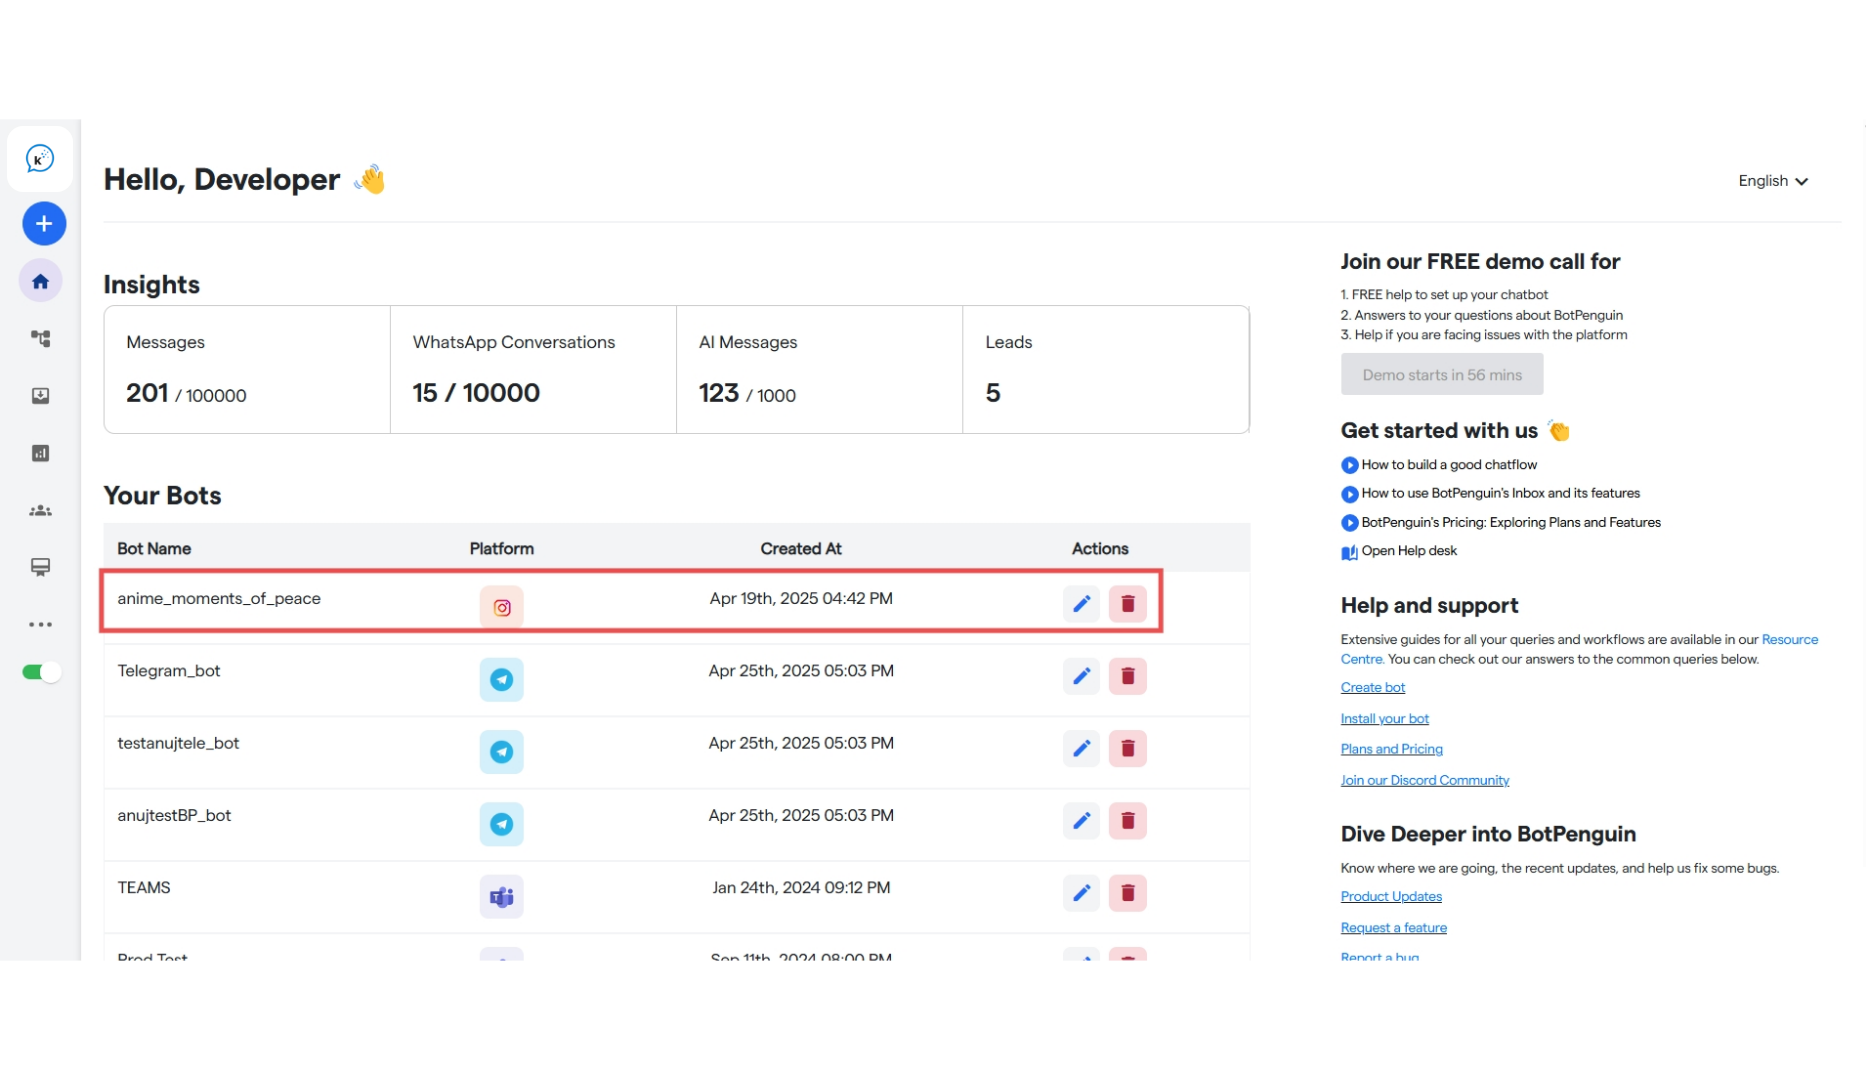 k
Hello, Developer
English
Insights
Messages
201 / 100000
WhatsApp Conversations
15 / 10000
AI Messages
123 / 1000
Leads
5
Your Bots
Bot Name Platform Created At Actions
anime_moments_of_peace Apr 19th, 2025 04:42 PM
Telegram_bot Apr 25th, 2025 05:03 PM
testanujtele_bot Apr 25th, 2025 05:03 PM
anujtestBP_bot Apr 25th, 2025 05:03 PM
TEAMS Jan 24th, 2024 09:12 PM
Prod Test Sep 11th, 2024 08:00 PM
Join our FREE demo call for
1. FREE help to set up your chatbot
2. Answers to your questions about BotPenguin
3. Help if you are facing issues with the platform
Demo starts in 56 mins
Get started with us
How to build a good chatflow
How to use BotPenguin's Inbox and its features
BotPenguin's Pricing: Exploring Plans and Features
Open Help desk
Help and support
Extensive guides for all your queries and workflows are available in our Resource
Centre. You can check out our answers to the common queries below.
Create bot
Install your bot
Plans and Pricing
Join our Discord Community
Dive Deeper into BotPenguin
Know where we are going, the recent updates, and help us fix some bugs.
Product Updates
Request a feature
Report a bug